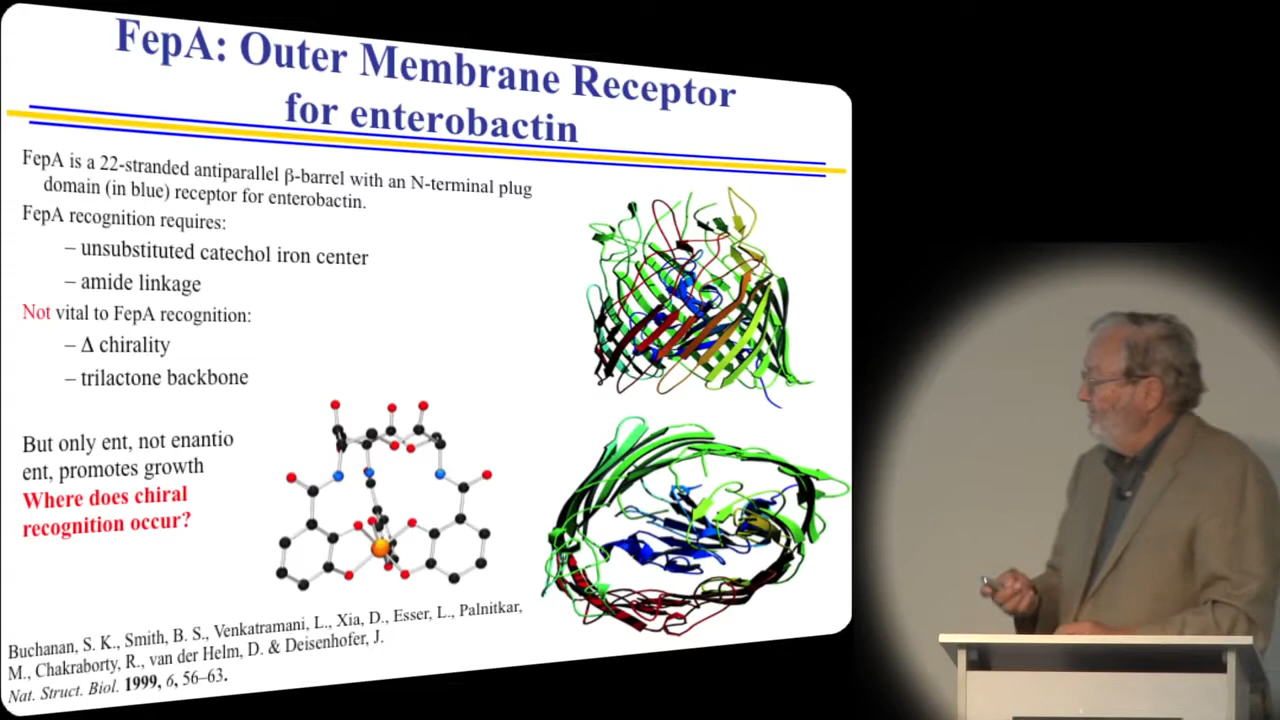 FepA: Outer Membrane Receptor
for enterobactin
FepA is a 22-stranded antiparallel β-barrel with an N-terminal plug
domain (in blue) receptor for enterobactin.
FepA recognition requires:
– unsubstituted catechol iron center
– amide linkage
Not vital to FepA recognition:
– Δ chirality
– trilactone backbone
But only ent, not enantio
ent, promotes growth
Where does chiral
recognition occur?
Buchanan, S. K., Smith, B. S., Venkatramani, L., Xia, D., Esser, L., Palnitkar,
M., Chakraborty, R., van der Helm, D. & Deisenhofer, J.
Nat. Struct. Biol. 1999, 6, 56–63.